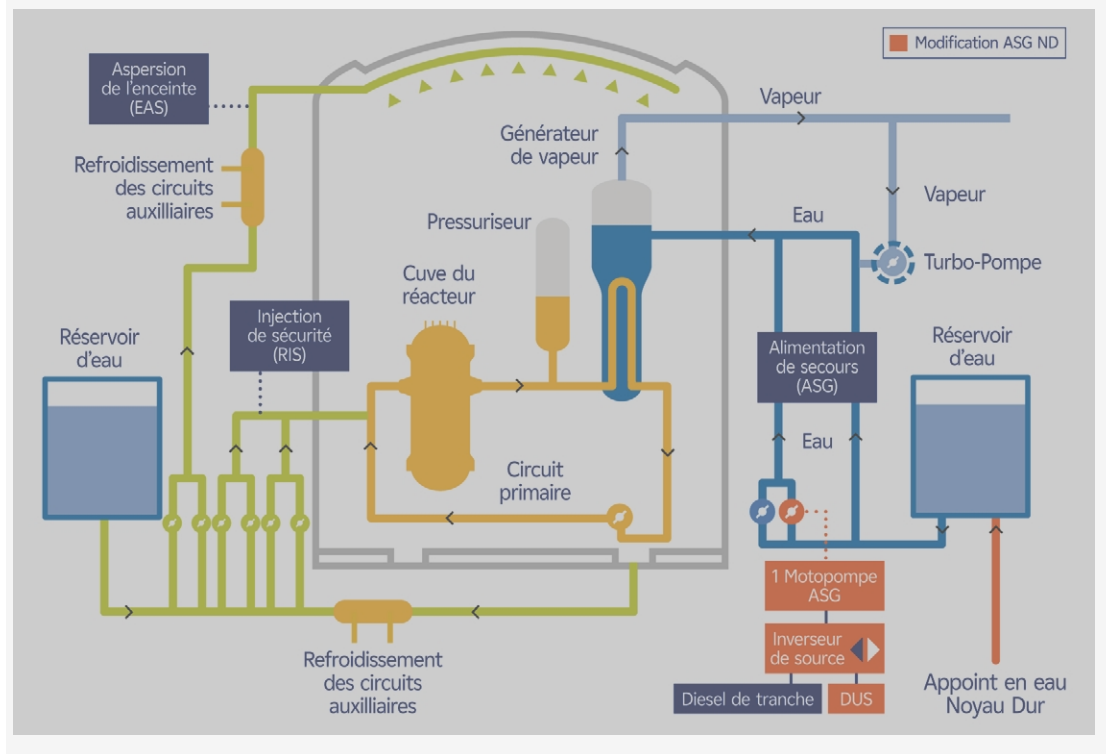 Modification ASG ND
Aspersion
de l'enceinte
(EAS)
Vapeur
Générateur
de vapeur
Refroidissement
des circuits
auxilliaires
Vapeur
Pressuriseur
Eau
Turbo-Pompe
Cuve du
réacteur
Injection
de sécurité
(RIS)
Réservoir
d'eau
Alimentation
de secours
(ASG)
Réservoir
d'eau
Eau
Circuit
primaire
1 Motopompe
ASG
Inverseur
de source
Refroidissement
des circuits
auxilliaires
Diesel de tranche
DUS
Appoint en eau
Noyau Dur